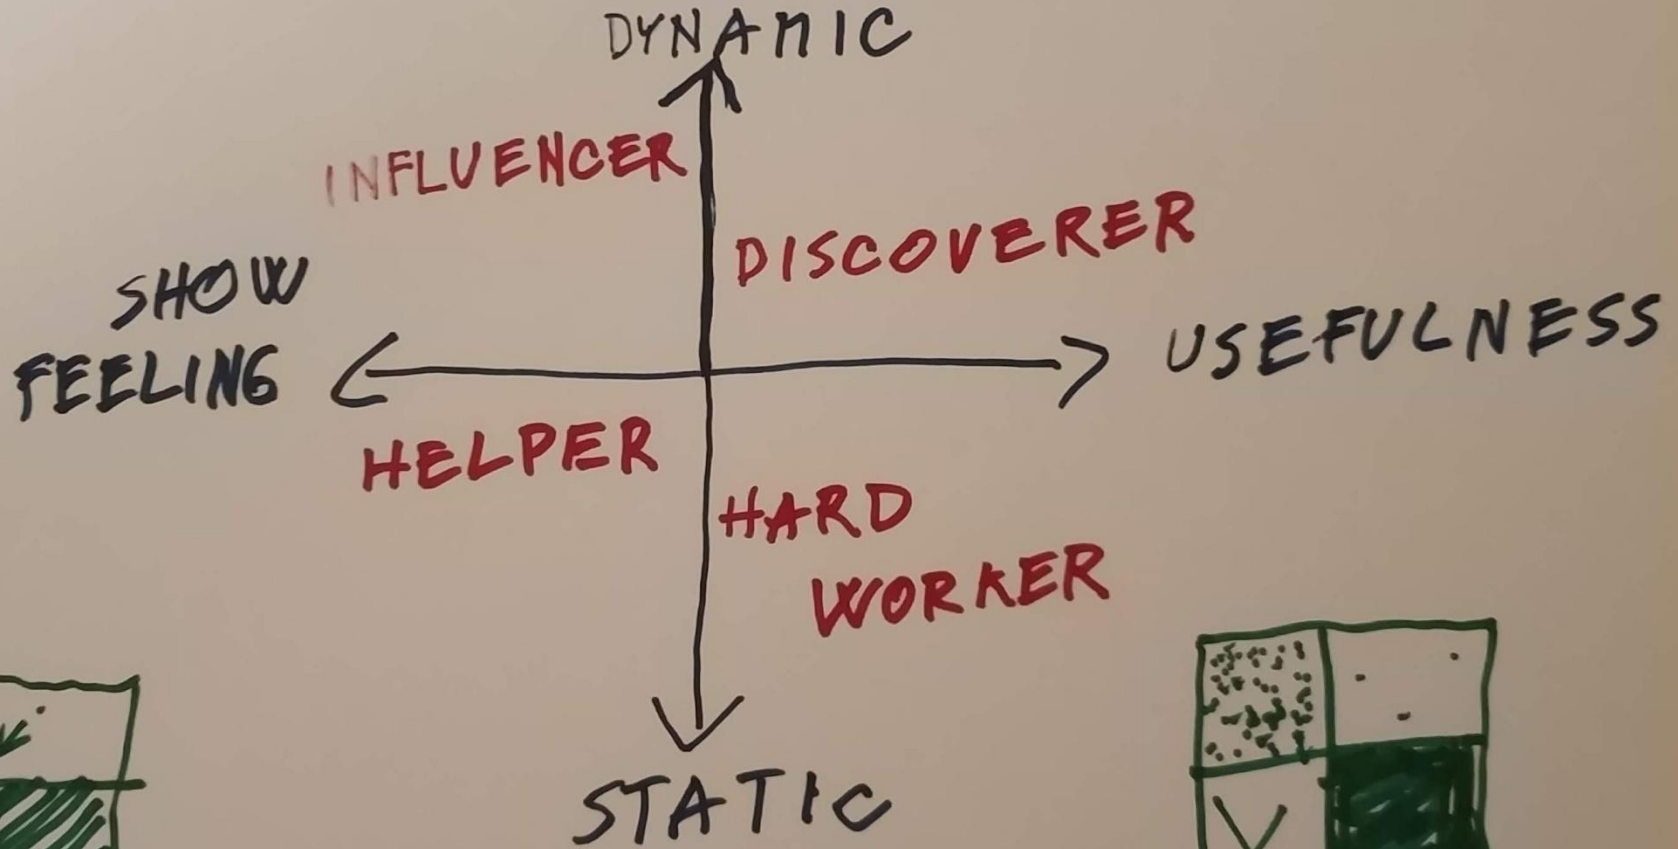 DYNAMIC
INFLUENCER
DISCOVERER
SHOW
FEELING
USEFULNESS
HELPER
HARD
WORKER
STATIC